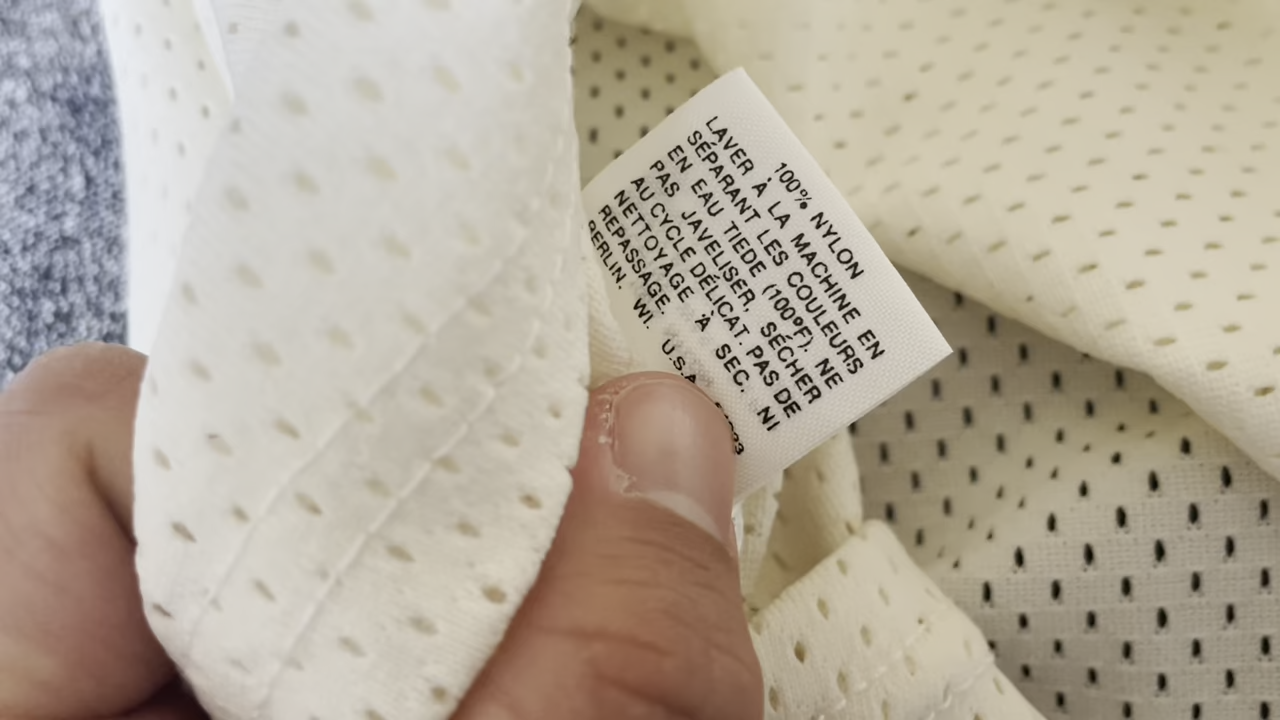 100% NYLON
LAVER À LA MACHINE EN
SÉPARANT LES COULEURS
EN EAU TIEDE (100ºF). NE
PAS JAVELISER, SÉCHER
AU CYCLE DÉLICAT. PAS DE
NETTOYAGE À SEC. NI
REPASSAGE.
BERLIN. WI. U.S.A.